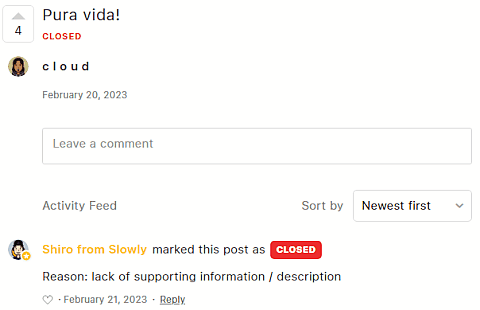 Pura vida!
4
CLOSED
cloud
February 20, 2023
Leave a comment
Activity Feed
Sort by
Newest first
Shiro from Slowly marked this post as CLOSED
Reason: lack of supporting information / description
· February 21, 2023 · Reply